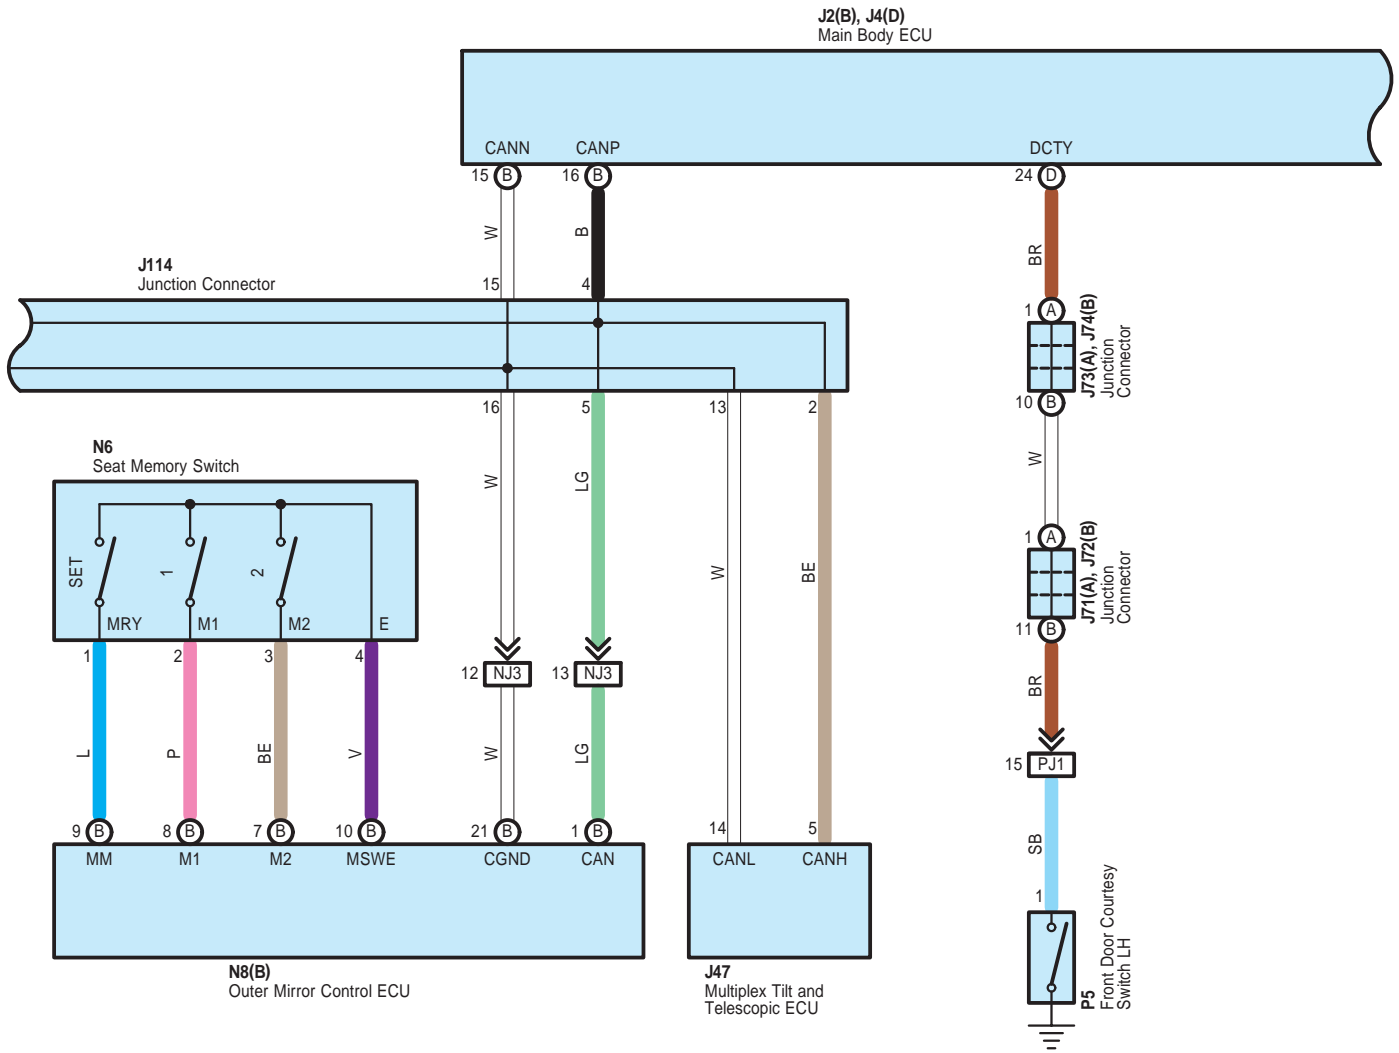 J2(B), J4(D)
Main Body ECU
CANN
CANP
DCTY
15 B
16 B
24 D
W
B
BR
J114
Junction Connector
15
4
1 A
J73(A), J74(B)
Junction
Connector
16
5
13
2
10 B
N6
Seat Memory Switch
W
LG
W
1 A
J71(A), J72(B)
Junction
Connector
SET
1
2
W
BE
MRY
M1
M2
E
11 B
1
2
3
4
12 NJ3
13 NJ3
BR
L
P
BE
V
W
LG
15 PJ1
9 B
8 B
7 B
10 B
21 B
1 B
14
5
SB
MM
M1
M2
MSWE
CGND
CAN
CANL
CANH
1
N8(B)
Outer Mirror Control ECU
J47
Multiplex Tilt and
Telescopic ECU
P5
Front Door Courtesy
Switch LH